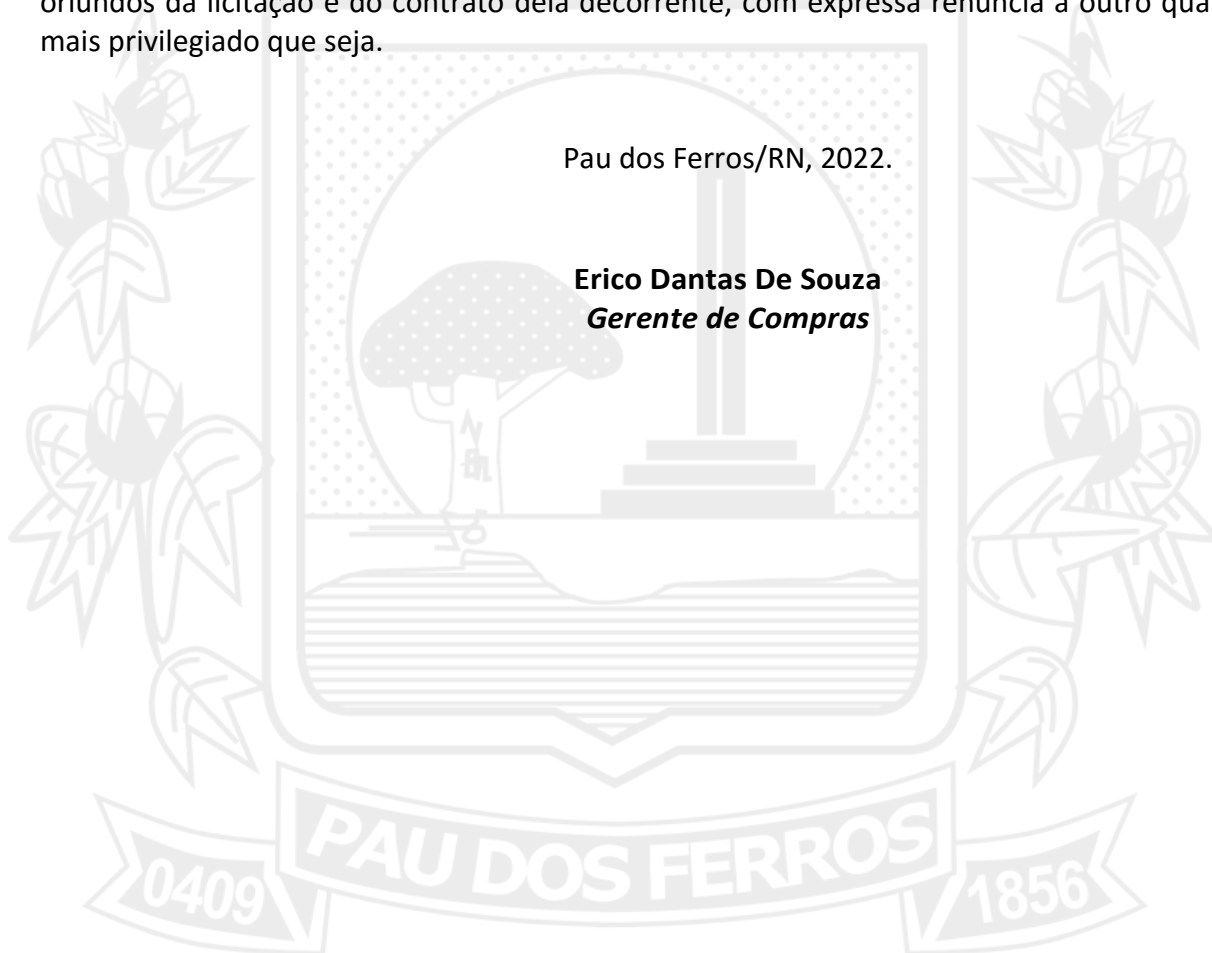 oriundos da licitação e do contrato dela decorrente, com expressa renúncia a outro qua
mais privilegiado que seja.
Pau dos Ferros/RN, 2022.
Erico Dantas De Souza
Gerente de Compras
PAU DOS FERROS
0409
1856